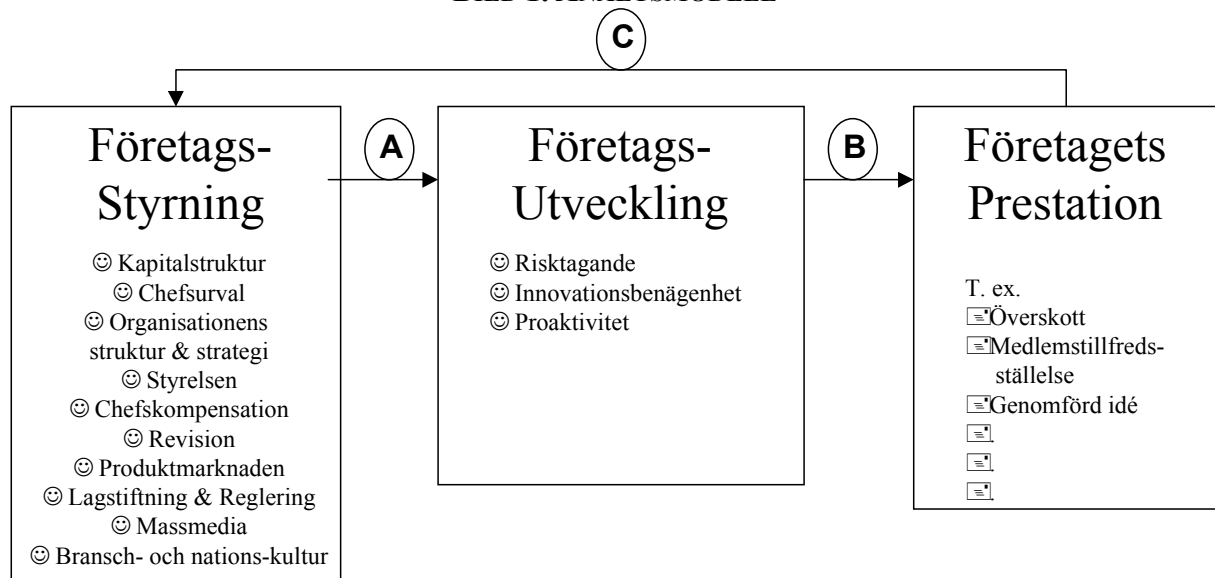 C
Företags-
Styrning
☺ Kapitalstruktur
☺ Chefsurval
☺ Organisationens
struktur & strategi
☺ Styrelsen
☺ Chefskompensation
☺ Revision
☺ Produktmarknaden
☺ Lagstiftning & Reglering
☺ Massmedia
☺ Bransch- och nations-kultur
A
Företags-
Utveckling
☺ Risktagande
☺ Innovationsbenägenhet
☺ Proaktivitet
B
Företagets
Prestation
T. ex.
Överskott
Medlemstillfreds-
ställelse
Genomförd idé
.
.
.